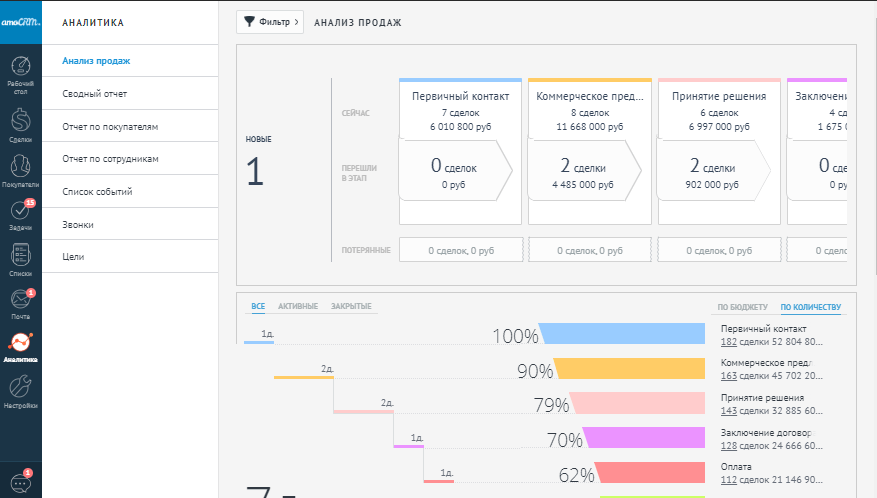 amoCRM.
АНАЛИТИКА
Фильтр
АНАЛИЗ ПРОДАЖ
Рабочий
стол
Сделки
Покупатели
15
Задачи
Списки
1
Почта
Аналитика
Настройки
1
Анализ продаж
Сводный отчет
Отчет по покупателям
Отчет по сотрудникам
Список событий
Звонки
Цели
НОВЫЕ
1
СЕЙЧАС
ПЕРЕШЛИ
В ЭТАП
ПОТЕРЯННЫЕ
Первичный контакт
7 сделок
6 010 800 руб
0 сделок
0 руб
0 сделок, 0 руб
Коммерческое пред...
8 сделок
11 668 000 руб
2 сделки
4 485 000 руб
0 сделок, 0 руб
Принятие решения
6 сделок
6 997 000 руб
2 сделки
902 000 руб
0 сделок, 0 руб
Заключени
4 сд
1 675 0
0 сд
0 ру
0 сдело
ВСЕ АКТИВНЫЕ ЗАКРЫТЫЕ
ПО БЮДЖЕТУ ПО КОЛИЧЕСТВУ
1д. 100% Первичный контакт
182 сделки 52 804 80...
2д. 90% Коммерческое предл
163 сделки 45 702 20...
2д. 79% Принятие решения
143 сделки 32 885 60...
1д. 70% Заключение договор
128 сделок 24 666 60...
1д. 62% Оплата
112 сделок 21 146 90...